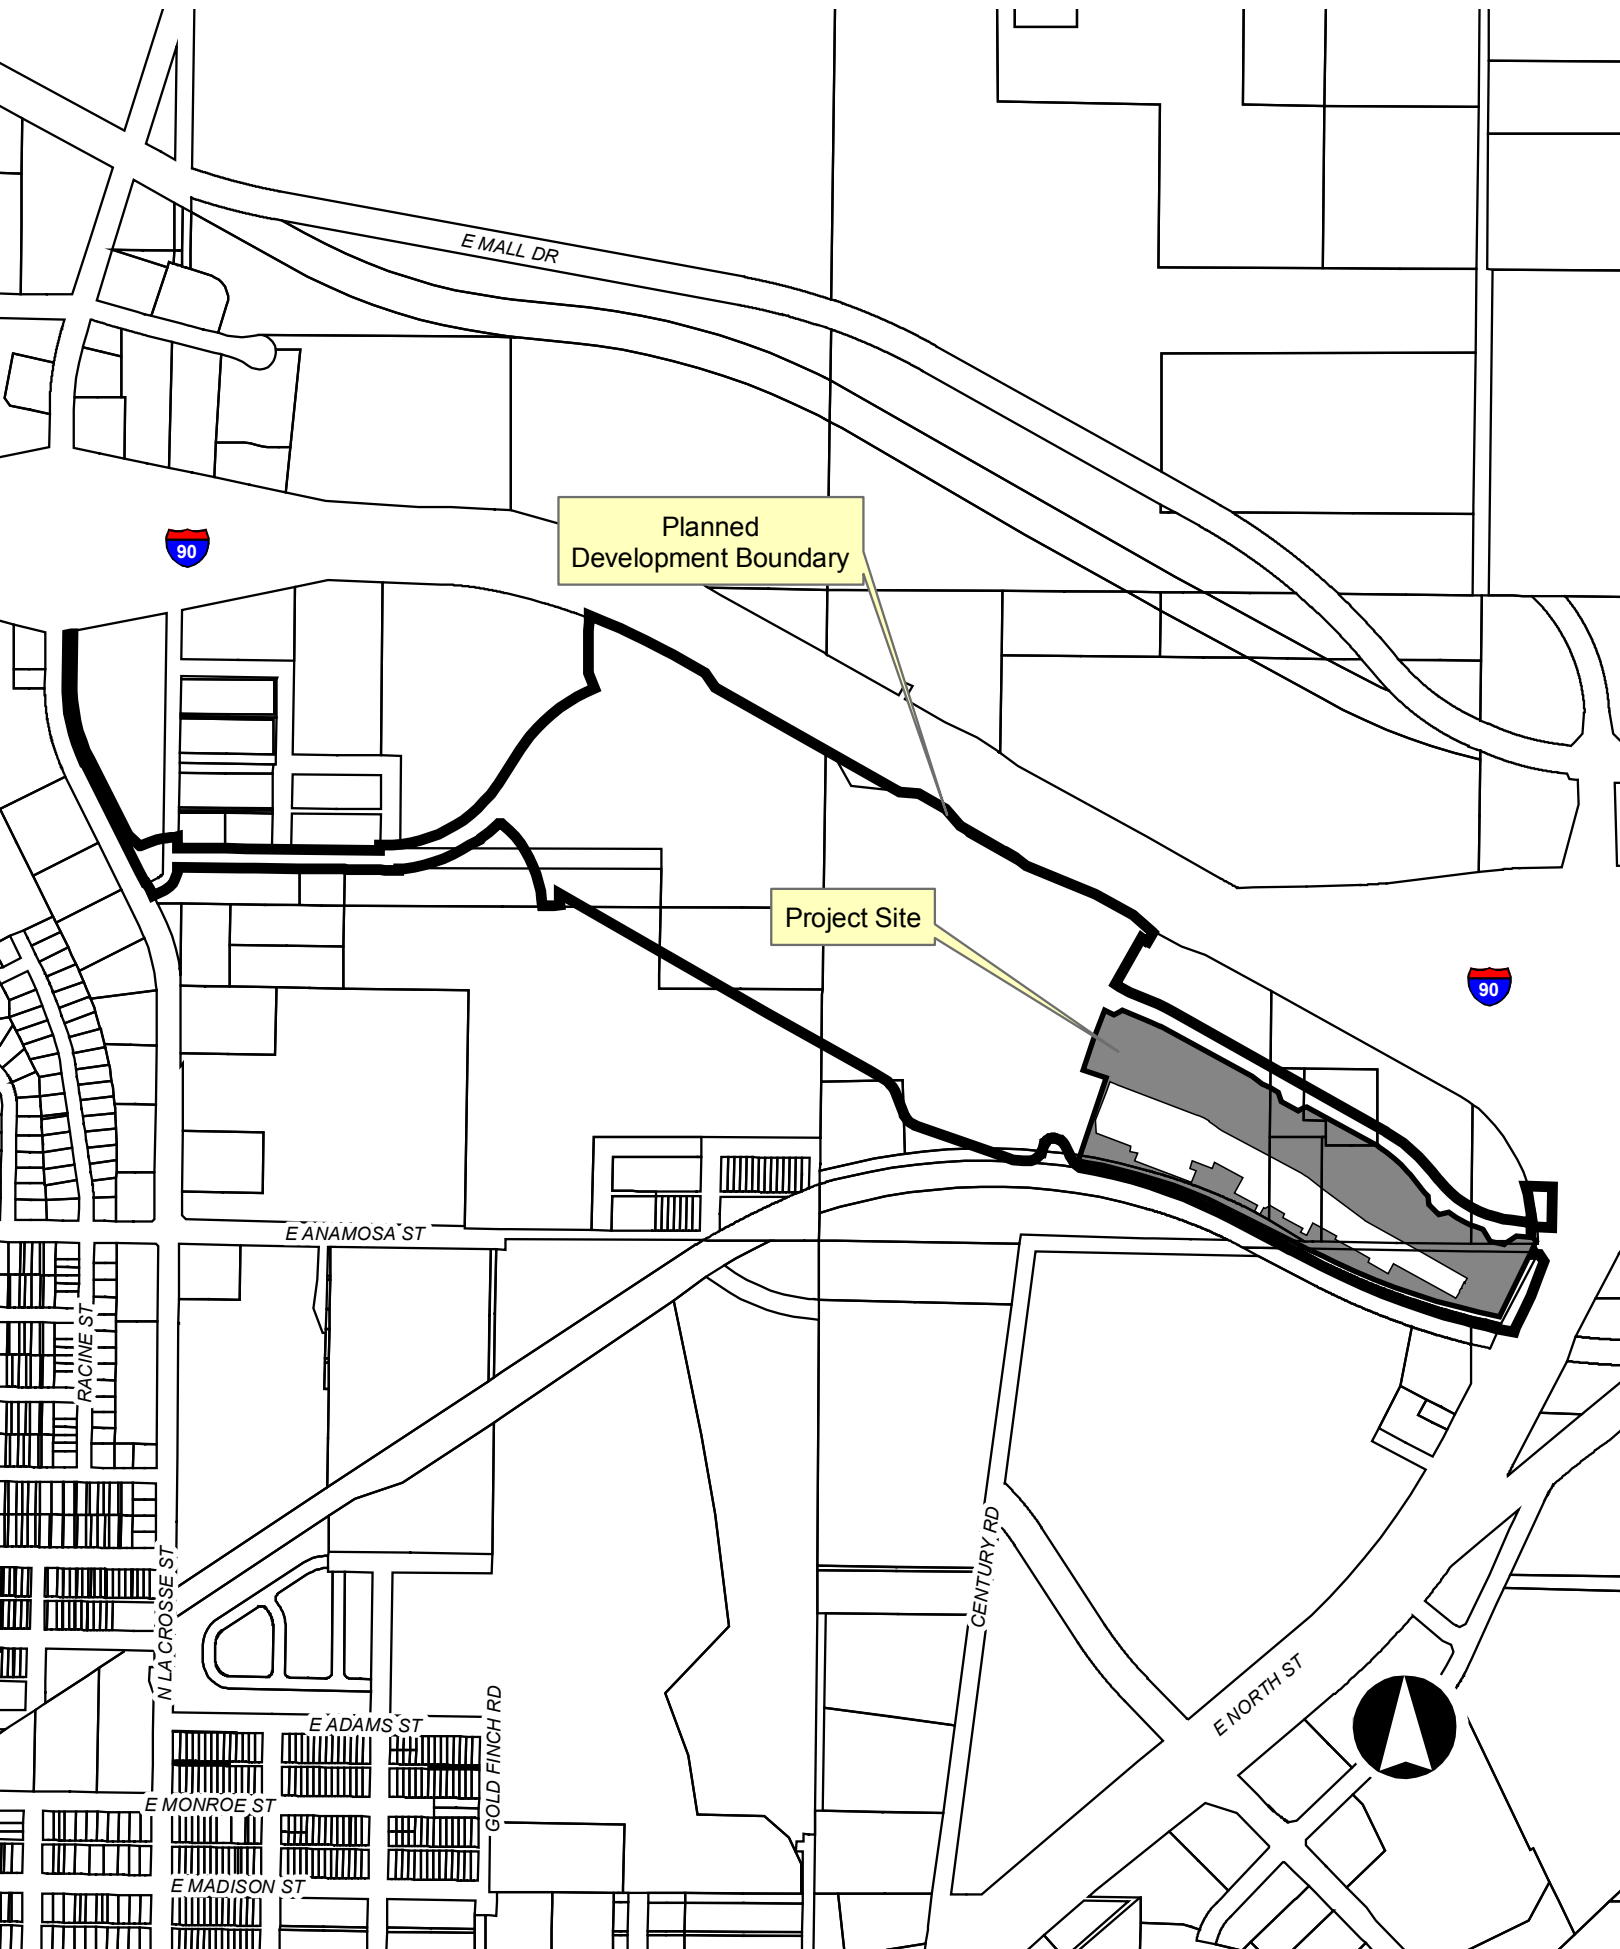 E MALL DR
Planned
Development Boundary
90
Project Site
90
E ANAMOSA ST
RACINE ST
CENTURY RD
N LA CROSSE ST
E NORTH ST
GOLD FINCH RD
E ADAMS ST
E MONROE ST
E MADISON ST